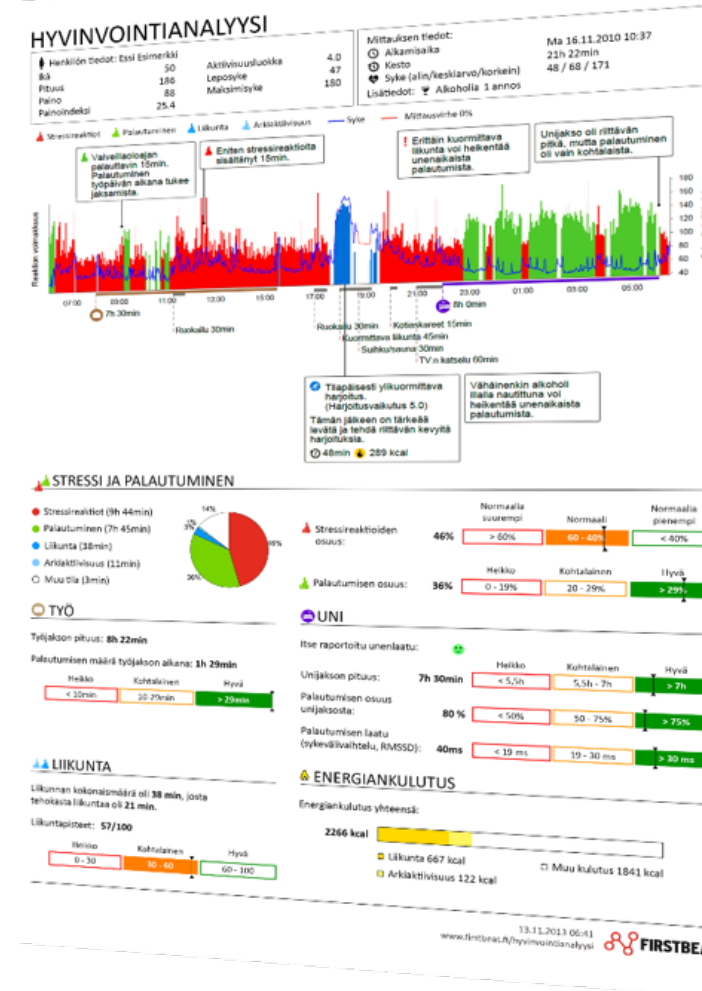 HYVINVOINTIANALYYSI
Henkilön tiedot: Essi Esimerkki
Ikä 50
Pituus 186
Paino 88
Painoindeksi 25.4
Aktiivisuusluokka 4.0
Leposyke 47
Maksimisyke 180
Mittauksen tiedot:
Alkamisaika Ma 16.11.2010 10:37
Kesto 21h 22min
Syke (alin/keskiarvo/korkein) 48 / 68 / 171
Lisätiedot: Alkoholia 1 annos
Stressireaktiot Palautuminen Liikunta Arkiaktiivisuus Syke Mittausvirhe 0%
Valveillaoloajan
palauttavin 15min.
Palautuminen
työpäivän aikana tukee
jaksamista.
Eniten stressireaktioita
sisältänyt 15min.
Erittäin kuormittava
liikunta voi heikentää
unenaikaista
palautumista.
Unijakso oli riittävän
pitkä, mutta palautuminen
oli vain kohtalaista.
Reaktion voimakkuus
180
160
140
120
100
80
60
40
07:00 09:00 11:00 13:00 15:00 17:00 19:00 23:00 01:00 03:00 05:00
7h 30min
8h 0min
Ruokailu 30min
Ruokailu 30min
Kotiaskareet 15min
Kuormittava liikunta 45min
Suihku/sauna 30min
TV:n katselu 60min
Tilapäisesti ylikuormittava
harjoitus.
(Harjoitusvaikutus 5.0)
Tämän jälkeen on tärkeää
levätä ja tehdä riittävän kevyitä
harjoituksia.
48min 289 kcal
Vähäinenkin alkoholi
illalla nautittuna voi
heikentää unenaikaista
palautumista.
STRESSI JA PALAUTUMINEN
Stressireaktiot (9h 44min)
Palautuminen (7h 45min)
Liikunta (38min)
Arkiaktiivisuus (11min)
Muu tila (3min)
14%
1%
3%
36%
Normaalia
suurempi
Normaali
Normaalia
pienempi
Stressireaktioiden
osuus:
46% > 60% 60 - 40% < 40%
Heikko Kohtalainen Hyvä
Palautumisen osuus: 36% 0 - 19% 20 - 29% > 29%
TYÖ
Työjakson pituus: 8h 22min
Palautumisen määrä työjakson aikana: 1h 29min
Heikko Kohtalainen Hyvä
< 10min 10-29min > 29min
UNI
Itse raportoitu unenlaatu:
Heikko Kohtalainen Hyvä
Unijakson pituus: 7h 30min < 5,5h 5,5h - 7h > 7h
Palautumisen osuus
unijaksosta:
80 % < 50% 50 - 75% > 75%
Palautumisen laatu
(sykevälivaihtelu, RMSSD):
40ms < 19 ms 19 - 30 ms > 30 ms
LIIKUNTA
Liikunnan kokonaismäärä oli 38 min, josta
tehokasta liikuntaa oli 21 min.
Liikuntapisteet: 57/100
Heikko Kohtalainen Hyvä
0 - 30 30 - 60 60 - 100
ENERGIANKULUTUS
Energiankulutus yhteensä:
2266 kcal
Liikunta 667 kcal
Arkiaktiivisuus 122 kcal
Muu kulutus 1841 kcal
13.11.2013 06:41
www.firstbeat.fi/hyvinvointianalyysi
FIRSTBEA